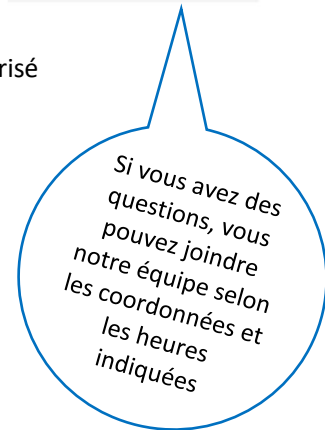 risé
Si vous avez des
questions, vous
pouvez joindre
notre équipe selon
les coordonnées et
les heures
indiquées